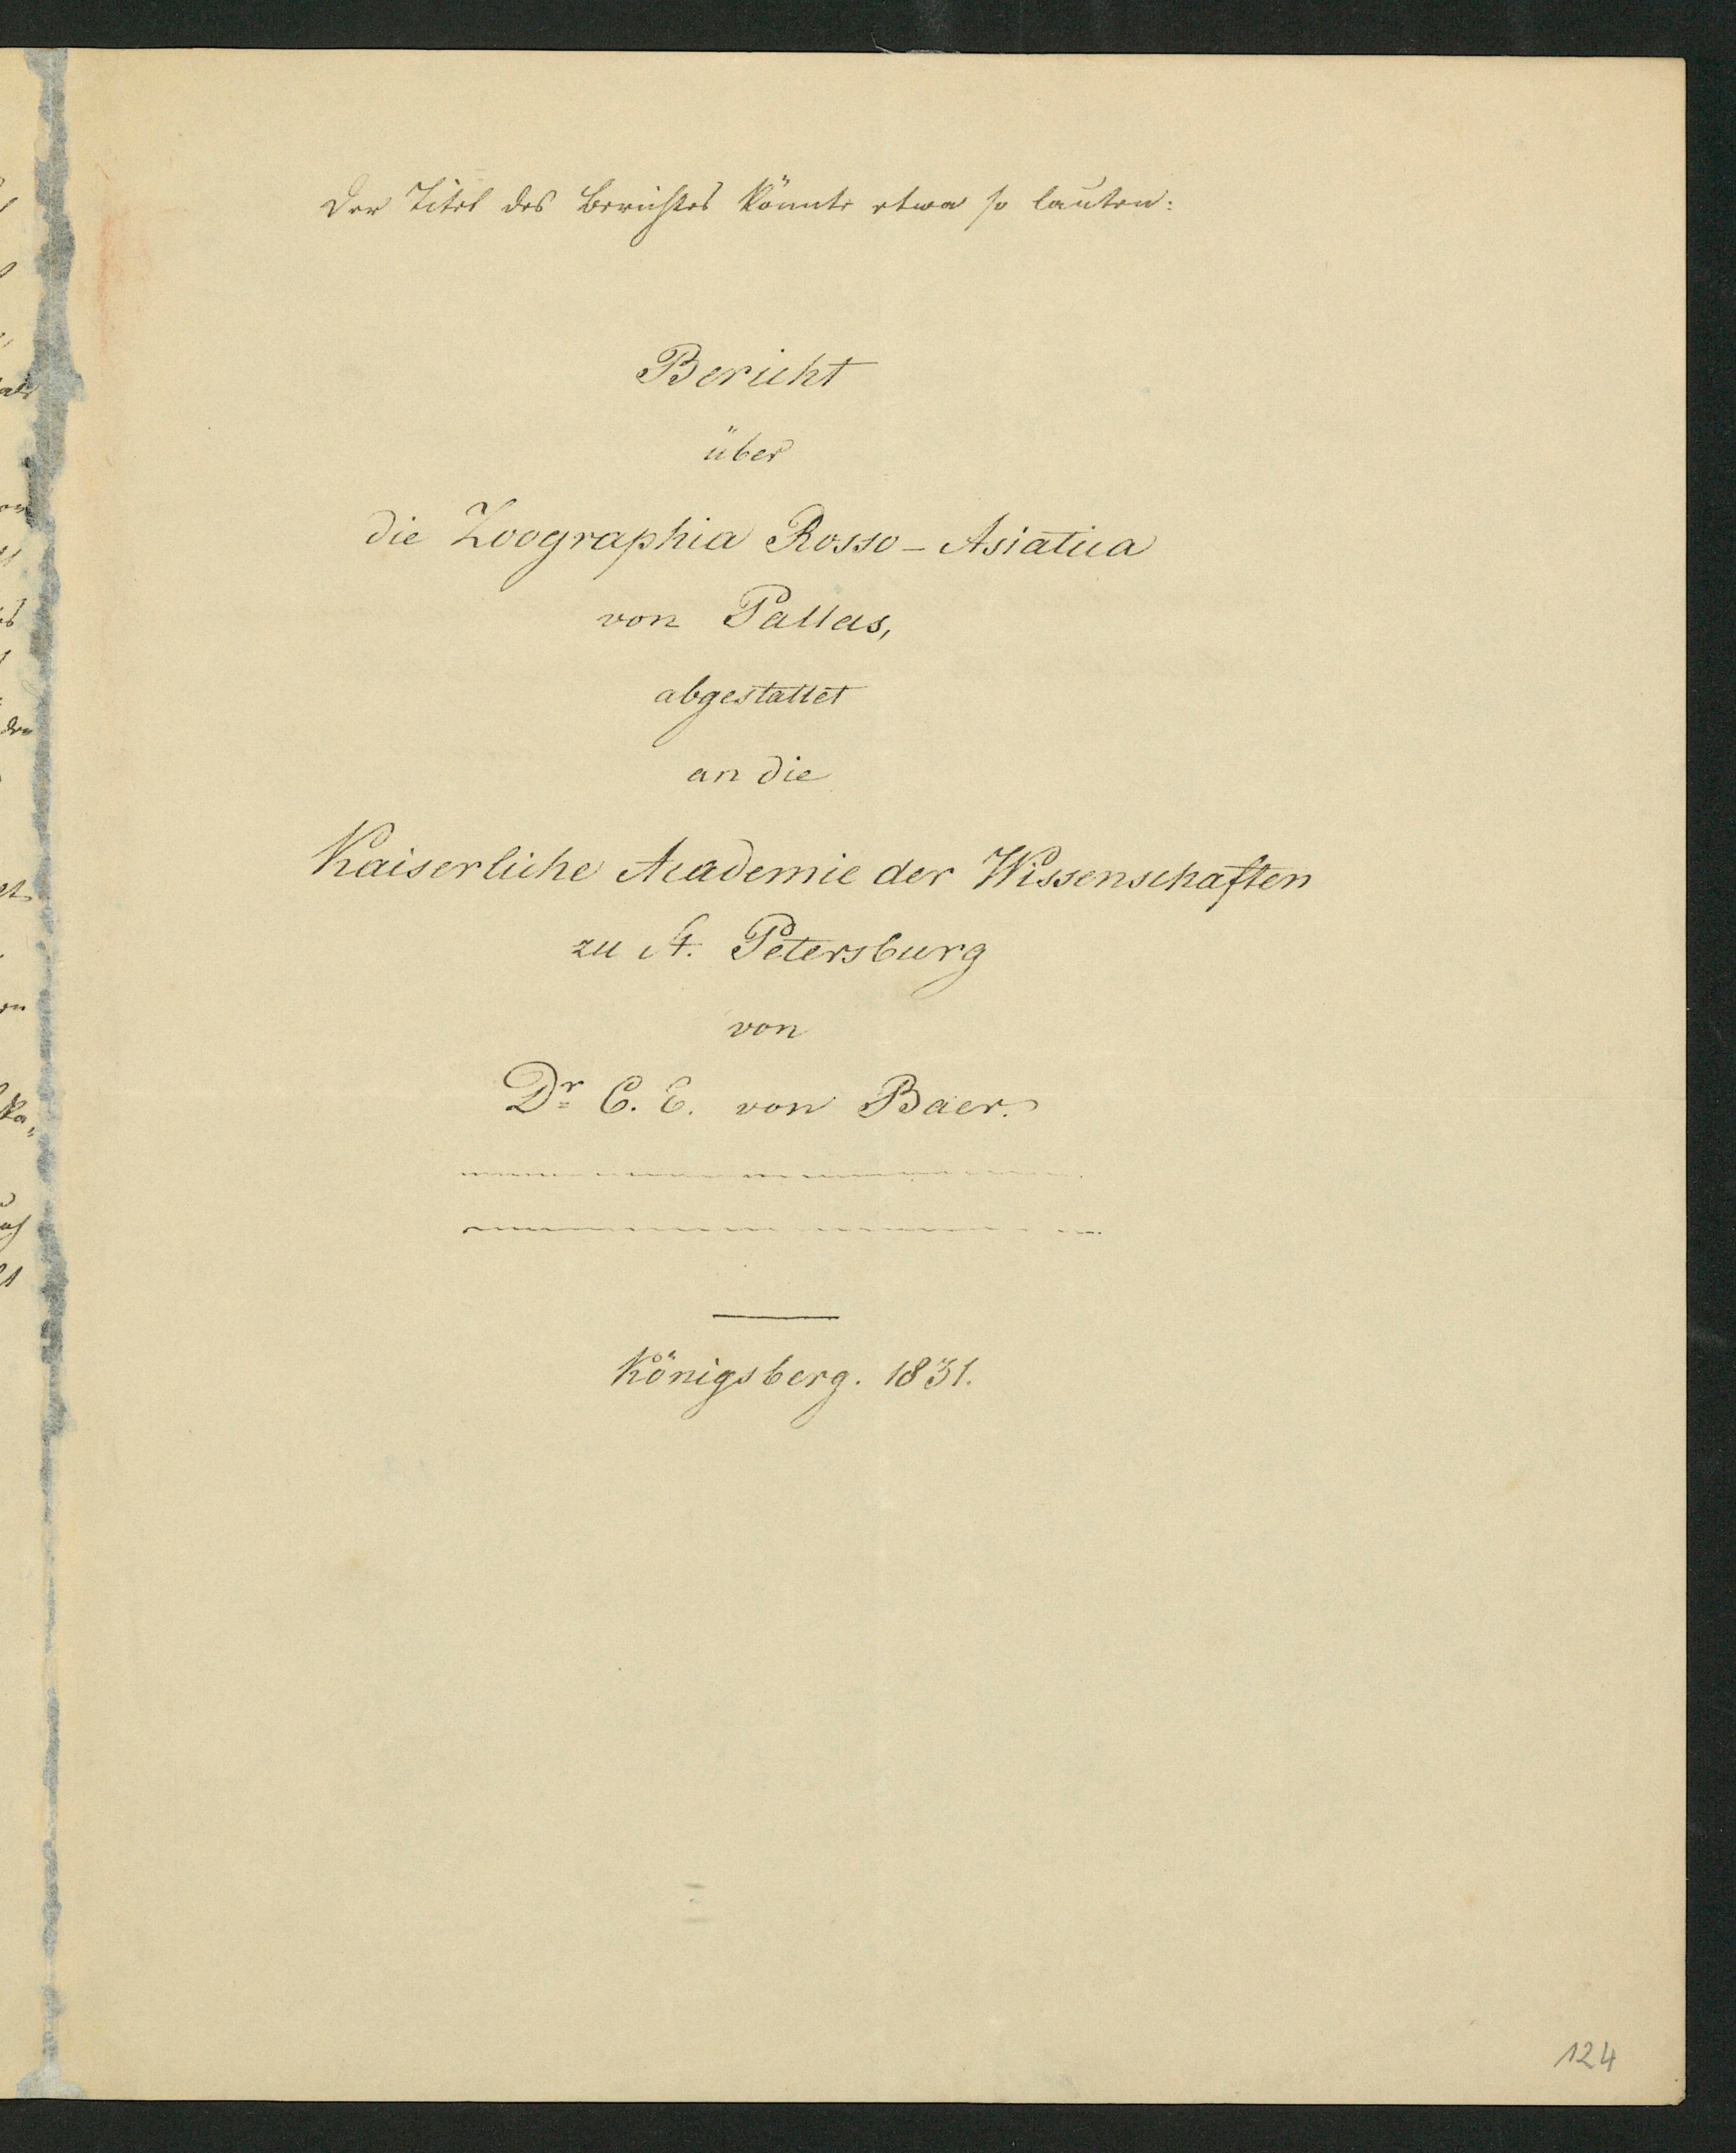 Der Titel des Berichtes könnte etwa so lauten:
Bericht
über
die Zoographia Rosso-Asiatica
von Pallas,
abgestattet
an die
Kaiserliche Academie der Wissenschaften
zu St. Petersburg
von
Dr C. E. von Baer.
Königsberg. 1831.
124